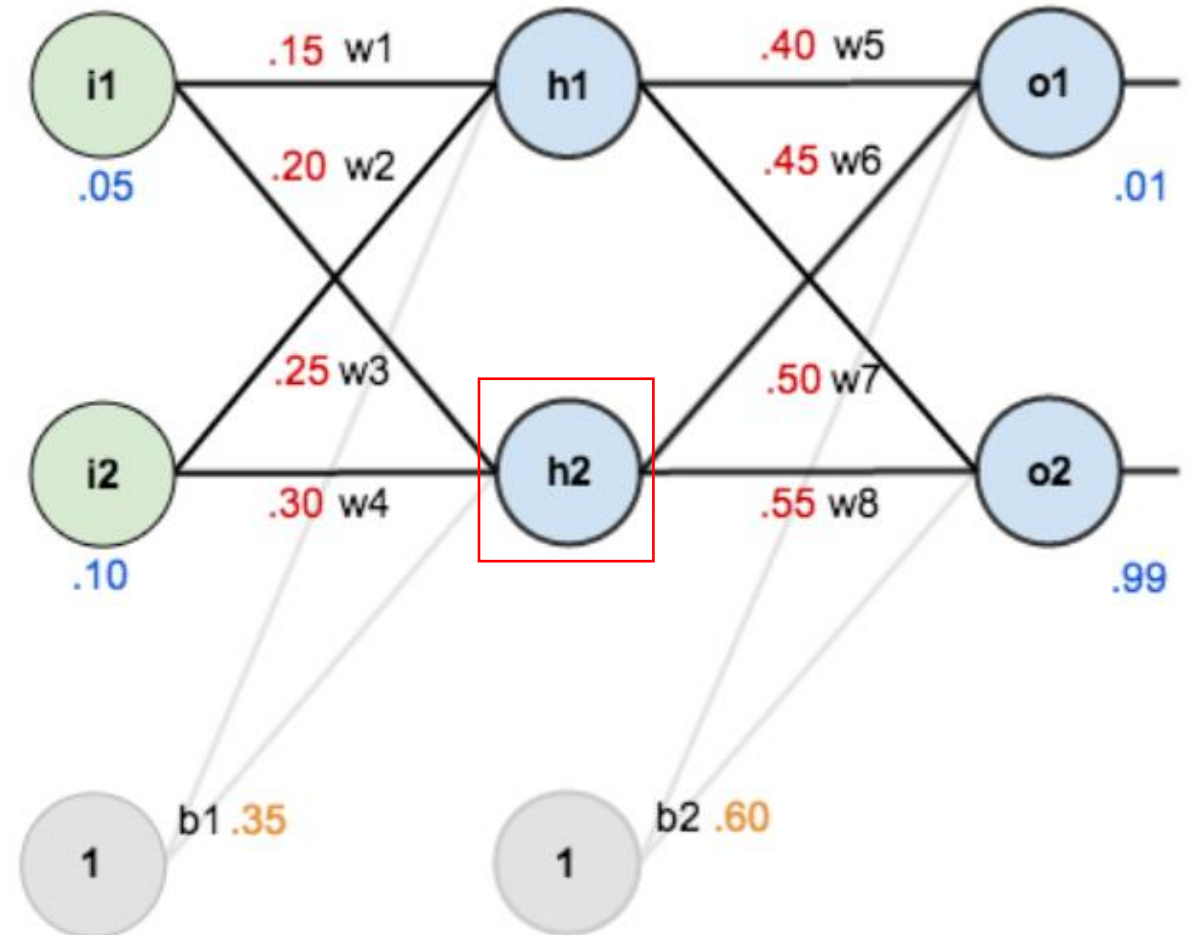 .15 w1
.40 w5
i1
h1
o1
.20 w2
.45 w6
.05
.01
.25 w3
.50 w7
i2
h2
o2
.30 w4
.55 w8
.10
.99
b1 .35
b2 .60
1
1